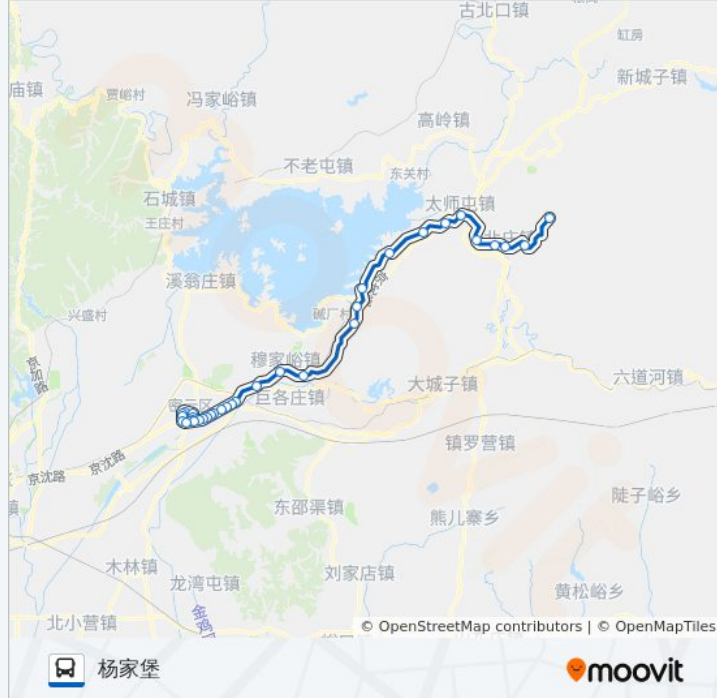 古北口镇
缸房
新城子镇
庙镇
贾峪村
冯家峪镇
高岭镇
不老屯镇
东关村
石城镇
太师屯镇
王庄村
北庄镇
溪翁庄镇
碱厂村
兴盛村
京加路
穆家峪镇
六道河镇
大城子镇
巨各庄镇
密云区
镇罗营镇
京沈路
京沈路
陡子峪乡
东邵渠镇
熊儿寨乡
木林镇
刘家店镇
龙湾屯镇
黄松峪乡
北小营镇
© OpenStreetMap contributors | © OpenMapTiles
杨家堡
moovit